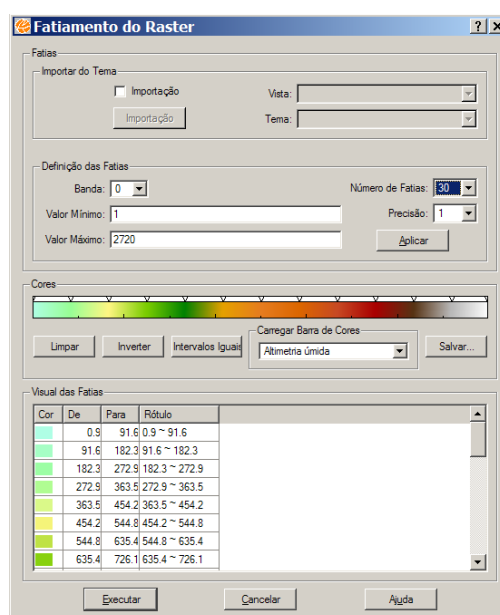 Fatiamento do Raster
Fatias
Importar do Tema
Importação
Vista:
Importação
Tema:
Definição das Fatias
Banda: 0
Número de Fatias: 30
Valor Mínimo: 1
Precisão: 1
Valor Máximo: 2720
Aplicar
Cores
Carregar Barra de Cores
Limpar Inverter Intervalos Iguais Altimetria úmida Salvar...
Visual das Fatias
Cor De Para Rótulo
0.9 91.6 0.9 ~ 91.6
91.6 182.3 91.6 ~ 182.3
182.3 272.9 182.3 ~ 272.9
272.9 363.5 272.9 ~ 363.5
363.5 454.2 363.5 ~ 454.2
454.2 544.8 454.2 ~ 544.8
544.8 635.4 544.8 ~ 635.4
635.4 726.1 635.4 ~ 726.1
Executar Cancelar Ajuda